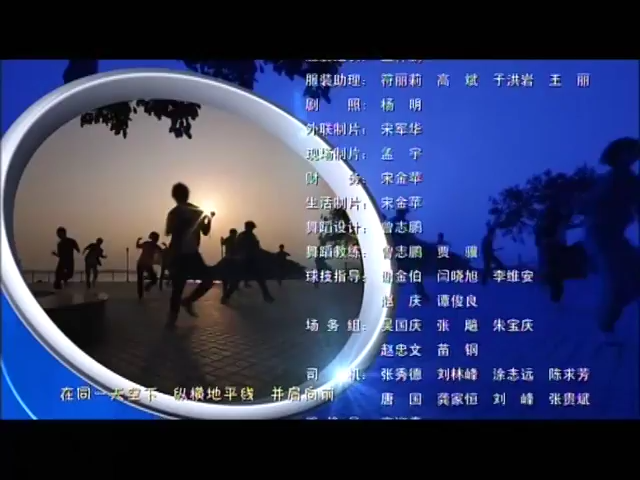 服装助理： 符丽莉 高 斌 于洪岩 王 丽
剧 照： 杨 明
外联制片： 宋军华
现场制片： 孟 宇
财 务： 宋金苹
生活制片： 宋金苹
舞蹈设计： 曾志鹏
舞蹈教练： 曾志鹏 贾 骥
球技指导： 金伯 闫晓旭 李维安
赵 庆 谭俊良
场 务 组： 吴国庆 张 飚 朱宝庆
赵忠文 苗 钢
司 机： 张秀德 刘林峰 涂志远 陈来芳
在同一天空下 纵横地平线 并肩向前
唐 国 龚家恒 刘 峰 张贵斌